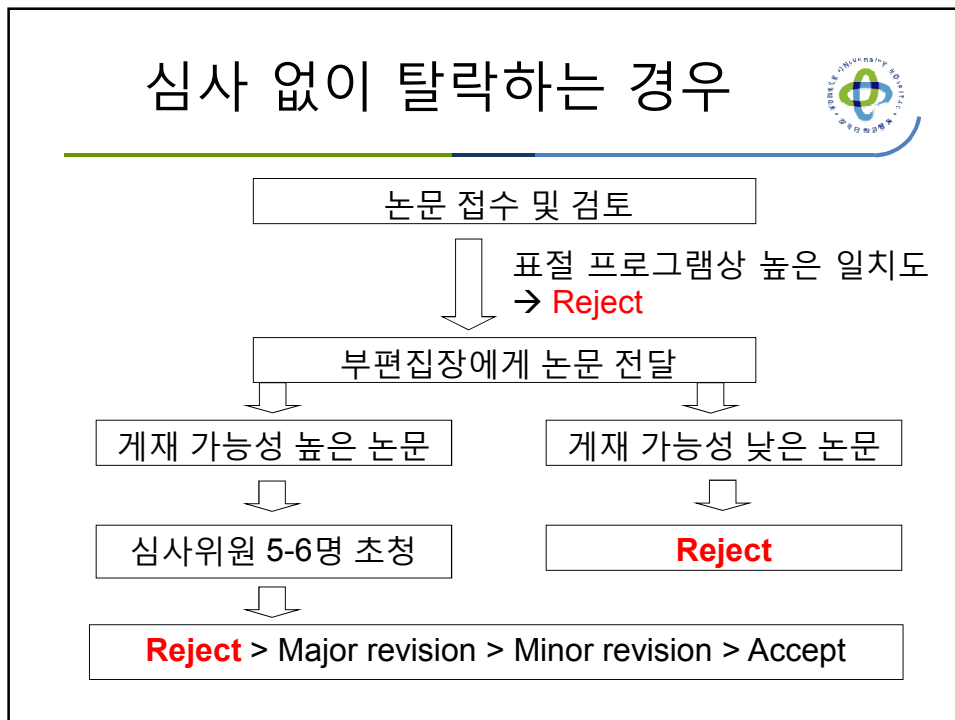 심사 없이 탈락하는 경우
KONKUK UNIVERSITY HOSPITAL
논문 접수 및 검토
표절 프로그램상 높은 일치도
→ Reject
부편집장에게 논문 전달
게재 가능성 높은 논문
게재 가능성 낮은 논문
심사위원 5-6명 초청
Reject
Reject > Major revision > Minor revision > Accept